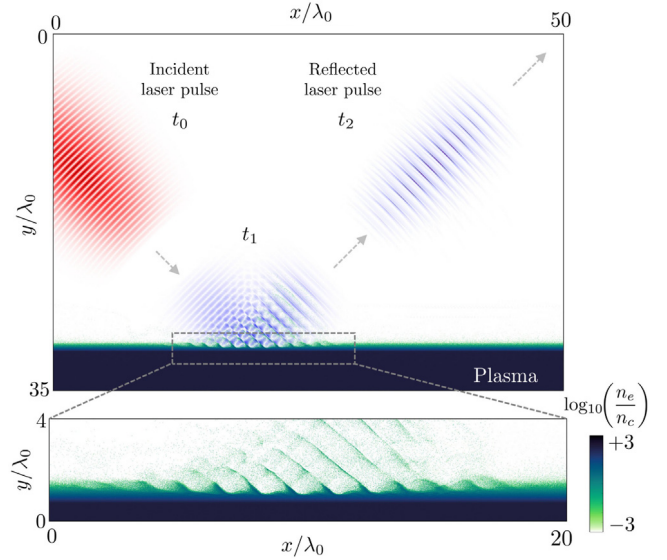 0
x/λ₀
50
0
Incident
laser pulse
t₀
Reflected
laser pulse
t₂
y/λ₀
t₁
Plasma
35
log₁₀(nₑ/n_c)
4
+3
y/λ₀
-3
0
0
x/λ₀
20